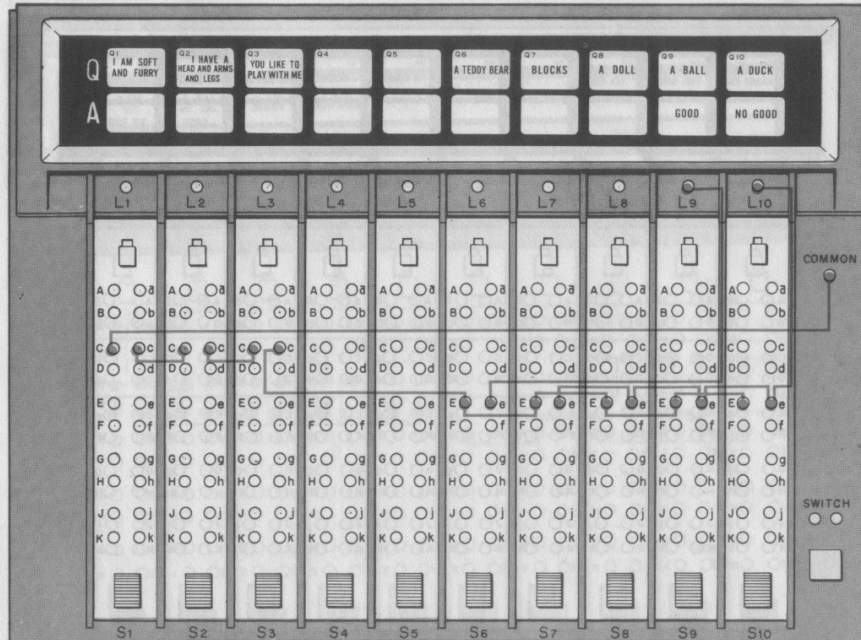 Q
Q1
I AM SOFT
AND FURRY
Q2
I HAVE A
HEAD AND ARMS
AND LEGS
Q3
YOU LIKE TO
PLAY WITH ME
Q4
Q5
Q6
A TEDDY BEAR
Q7
BLOCKS
Q8
A DOLL
Q9
A BALL
Q10
A DUCK
A
GOOD
NO GOOD
L1 L2 L3 L4 L5 L6 L7 L8 L9 L10
COMMON
A a A a A a A a A a A a A a A a A a A a
B b B b B b B b B b B b B b B b B b B b
C c C c C c C c C c C c C c C c C c C c
D d D d D d D d D d D d D d D d D d D d
E e E e E e E e E e E e E e E e E e E e
F f F f F f F f F f F f F f F f F f F f
G g G g G g G g G g G g G g G g G g G g
H h H h H h H h H h H h H h H h H h H h
SWITCH
J j J j J j J j J j J j J j J j J j J j
K k K k K k K k K k K k K k K k K k K k
S1 S2 S3 S4 S5 S6 S7 S8 S9 S10